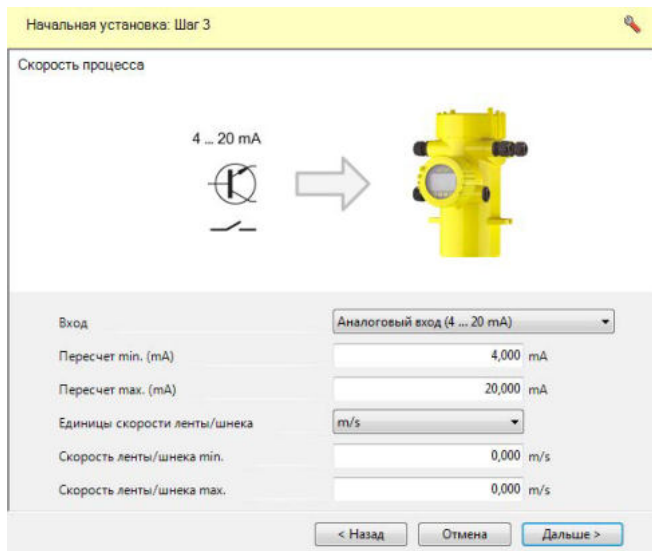 Начальная установка: Шаг 3
Скорость процесса
4 ... 20 mA
Вход Аналоговый вход (4 ... 20 mA)
Пересчет min. (mA) 4,000 mA
Пересчет max. (mA) 20,000 mA
Единицы скорости ленты/шнека m/s
Скорость ленты/шнека min. 0,000 m/s
Скорость ленты/шнека max. 0,000 m/s
< Назад Отмена Дальше >